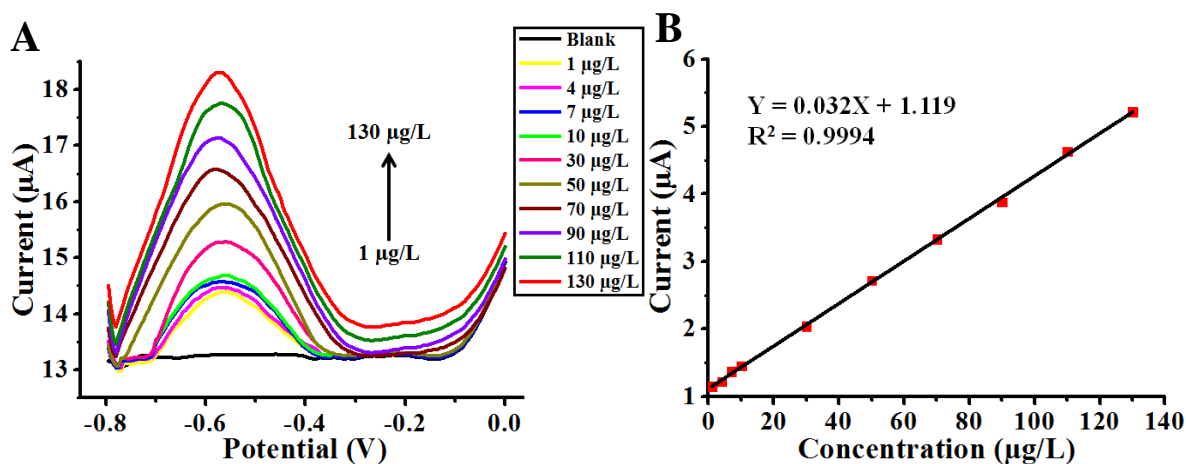 A
Current (µA)
18
17
16
15
14
13
-0.8
-0.6
-0.4
-0.2
0.0
Potential (V)
130 µg/L
1 µg/L
Blank
1 µg/L
4 µg/L
7 µg/L
10 µg/L
30 µg/L
50 µg/L
70 µg/L
90 µg/L
110 µg/L
130 µg/L
B
Current (µA)
6
5
4
3
2
1
Y = 0.032X + 1.119
R² = 0.9994
0
20
40
60
80
100
120
140
Concentration (µg/L)